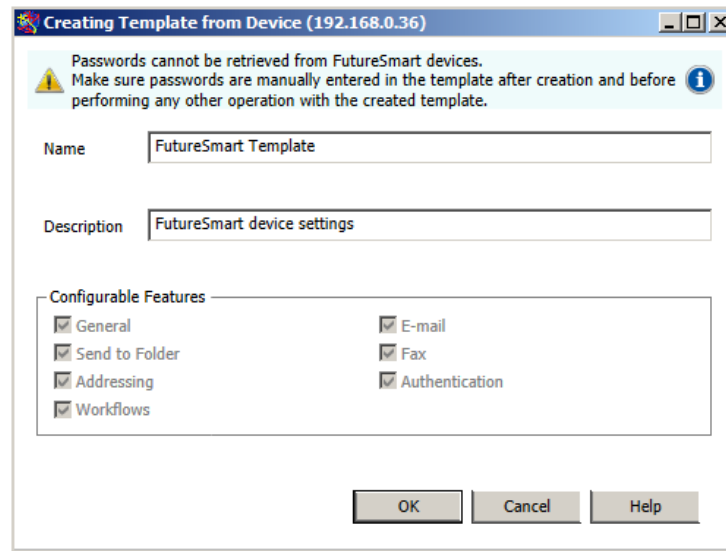 Creating Template from Device (192.168.0.36)
Passwords cannot be retrieved from FutureSmart devices.
Make sure passwords are manually entered in the template after creation and before
performing any other operation with the created template.
Name
FutureSmart Template
Description
FutureSmart device settings
Configurable Features
General
E-mail
Send to Folder
Fax
Addressing
Authentication
Workflows
OK
Cancel
Help